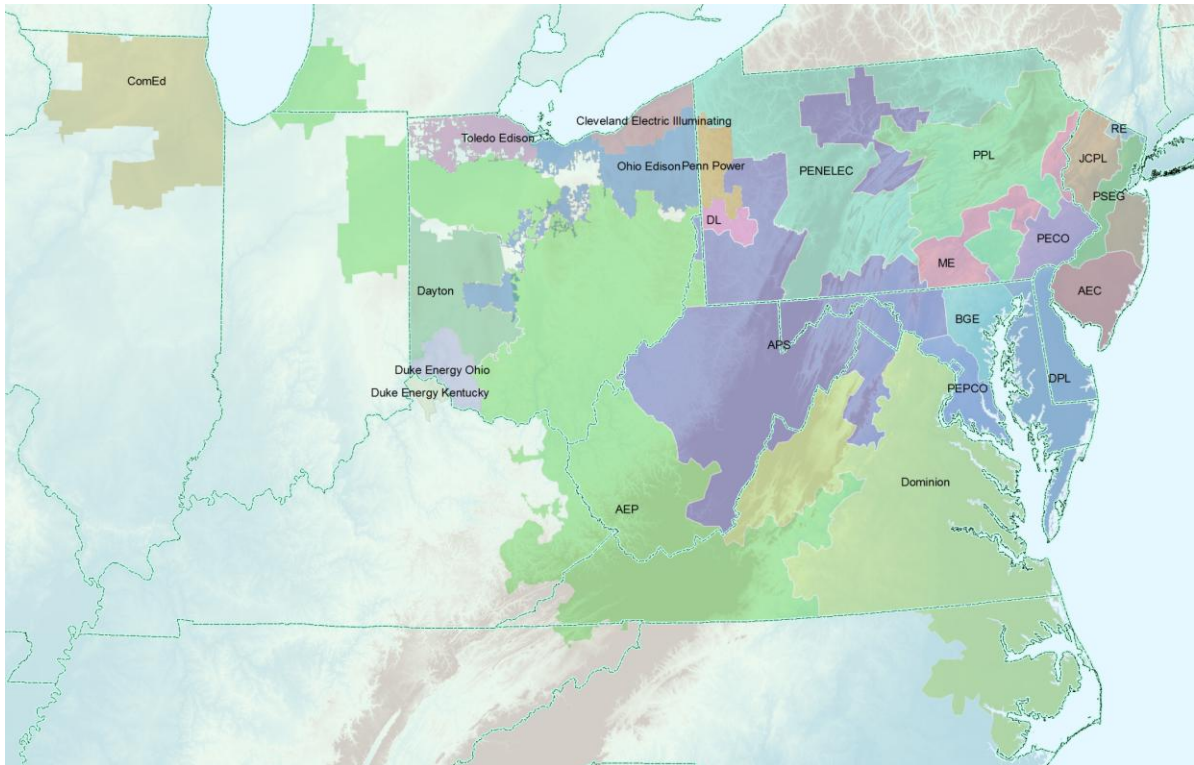 ComEd
Cleveland Electric Illuminating
RE
Toledo Edison
Ohio Edison
Penn Power
PENELEC
PPL
JCPL
PSEG
DL
PECO
ME
Dayton
AEC
BGE
APS
Duke Energy Ohio
PEPCO
DPL
Duke Energy Kentucky
Dominion
AEP